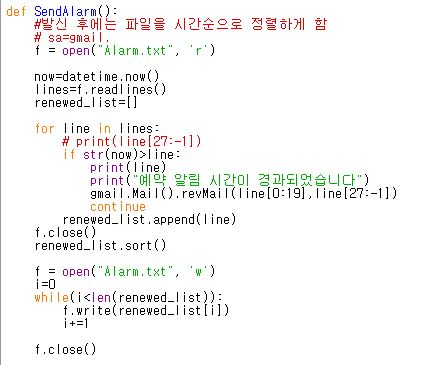 def SendAlarm():
    #발신 후에는 파일을 시간순으로 정렬하게 함
    # sa=gmail.
    f = open("Alarm.txt", 'r')

    now=datetime.now()
    lines=f.readlines()
    renewed_list=[]

    for line in lines:
        # print(line[27:-1])
        if str(now)>line:
            print(line)
            print("예약 알림 시간이 경과되었습니다")
            gmail.Mail().revMail(line[0:19],line[27:-1])
            continue
        renewed_list.append(line)
    f.close()
    renewed_list.sort()

    f = open("Alarm.txt", 'w')
    i=0
    while(i<len(renewed_list)):
        f.write(renewed_list[i])
        i+=1

    f.close()